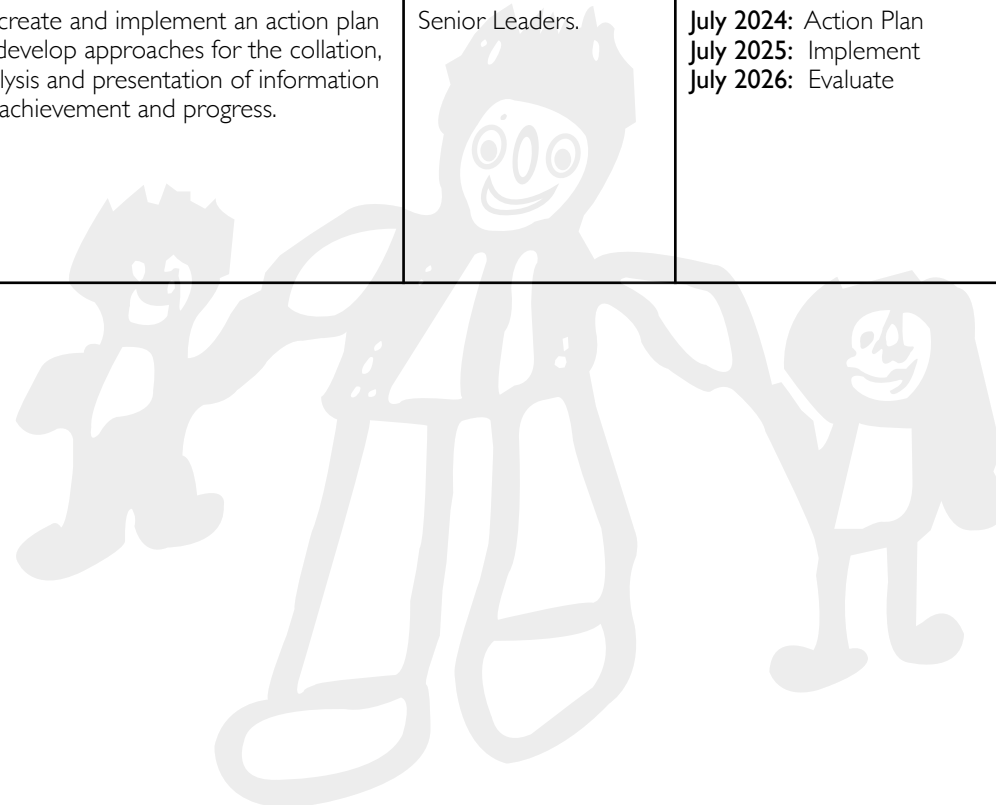 create and implement an action plan
develop approaches for the collation,
lysis and presentation of information
achievement and progress.
Senior Leaders.
July 2024: Action Plan
July 2025: Implement
July 2026: Evaluate